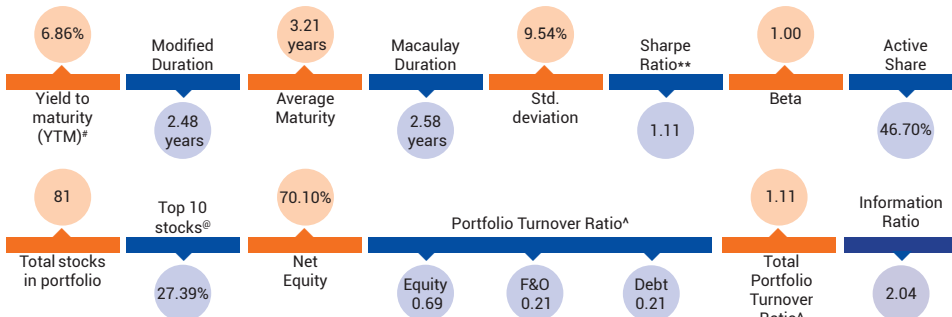 6.86%
Yield to
maturity
(YTM)#
Modified
Duration
2.48
years
3.21
years
Average
Maturity
Macaulay
Duration
2.58
years
9.54%
Std.
deviation
Sharpe
Ratio**
1.11
1.00
Beta
Active
Share
46.70%
81
Total stocks
in portfolio
Top 10
stocks@
27.39%
70.10%
Net
Equity
Portfolio Turnover Ratio^
Equity
0.69
F&O
0.21
Debt
0.21
1.11
Total
Portfolio
Turnover
Ratio^
Information
Ratio
2.04